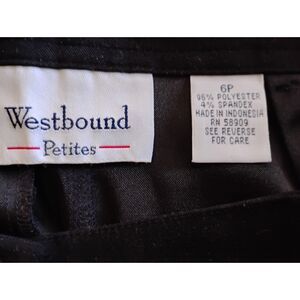 Westbound
Petites
6P
96% POLYESTER
4% SPANDEX
MADE IN INDONESIA
RN 58909
SEE REVERSE
FOR CARE